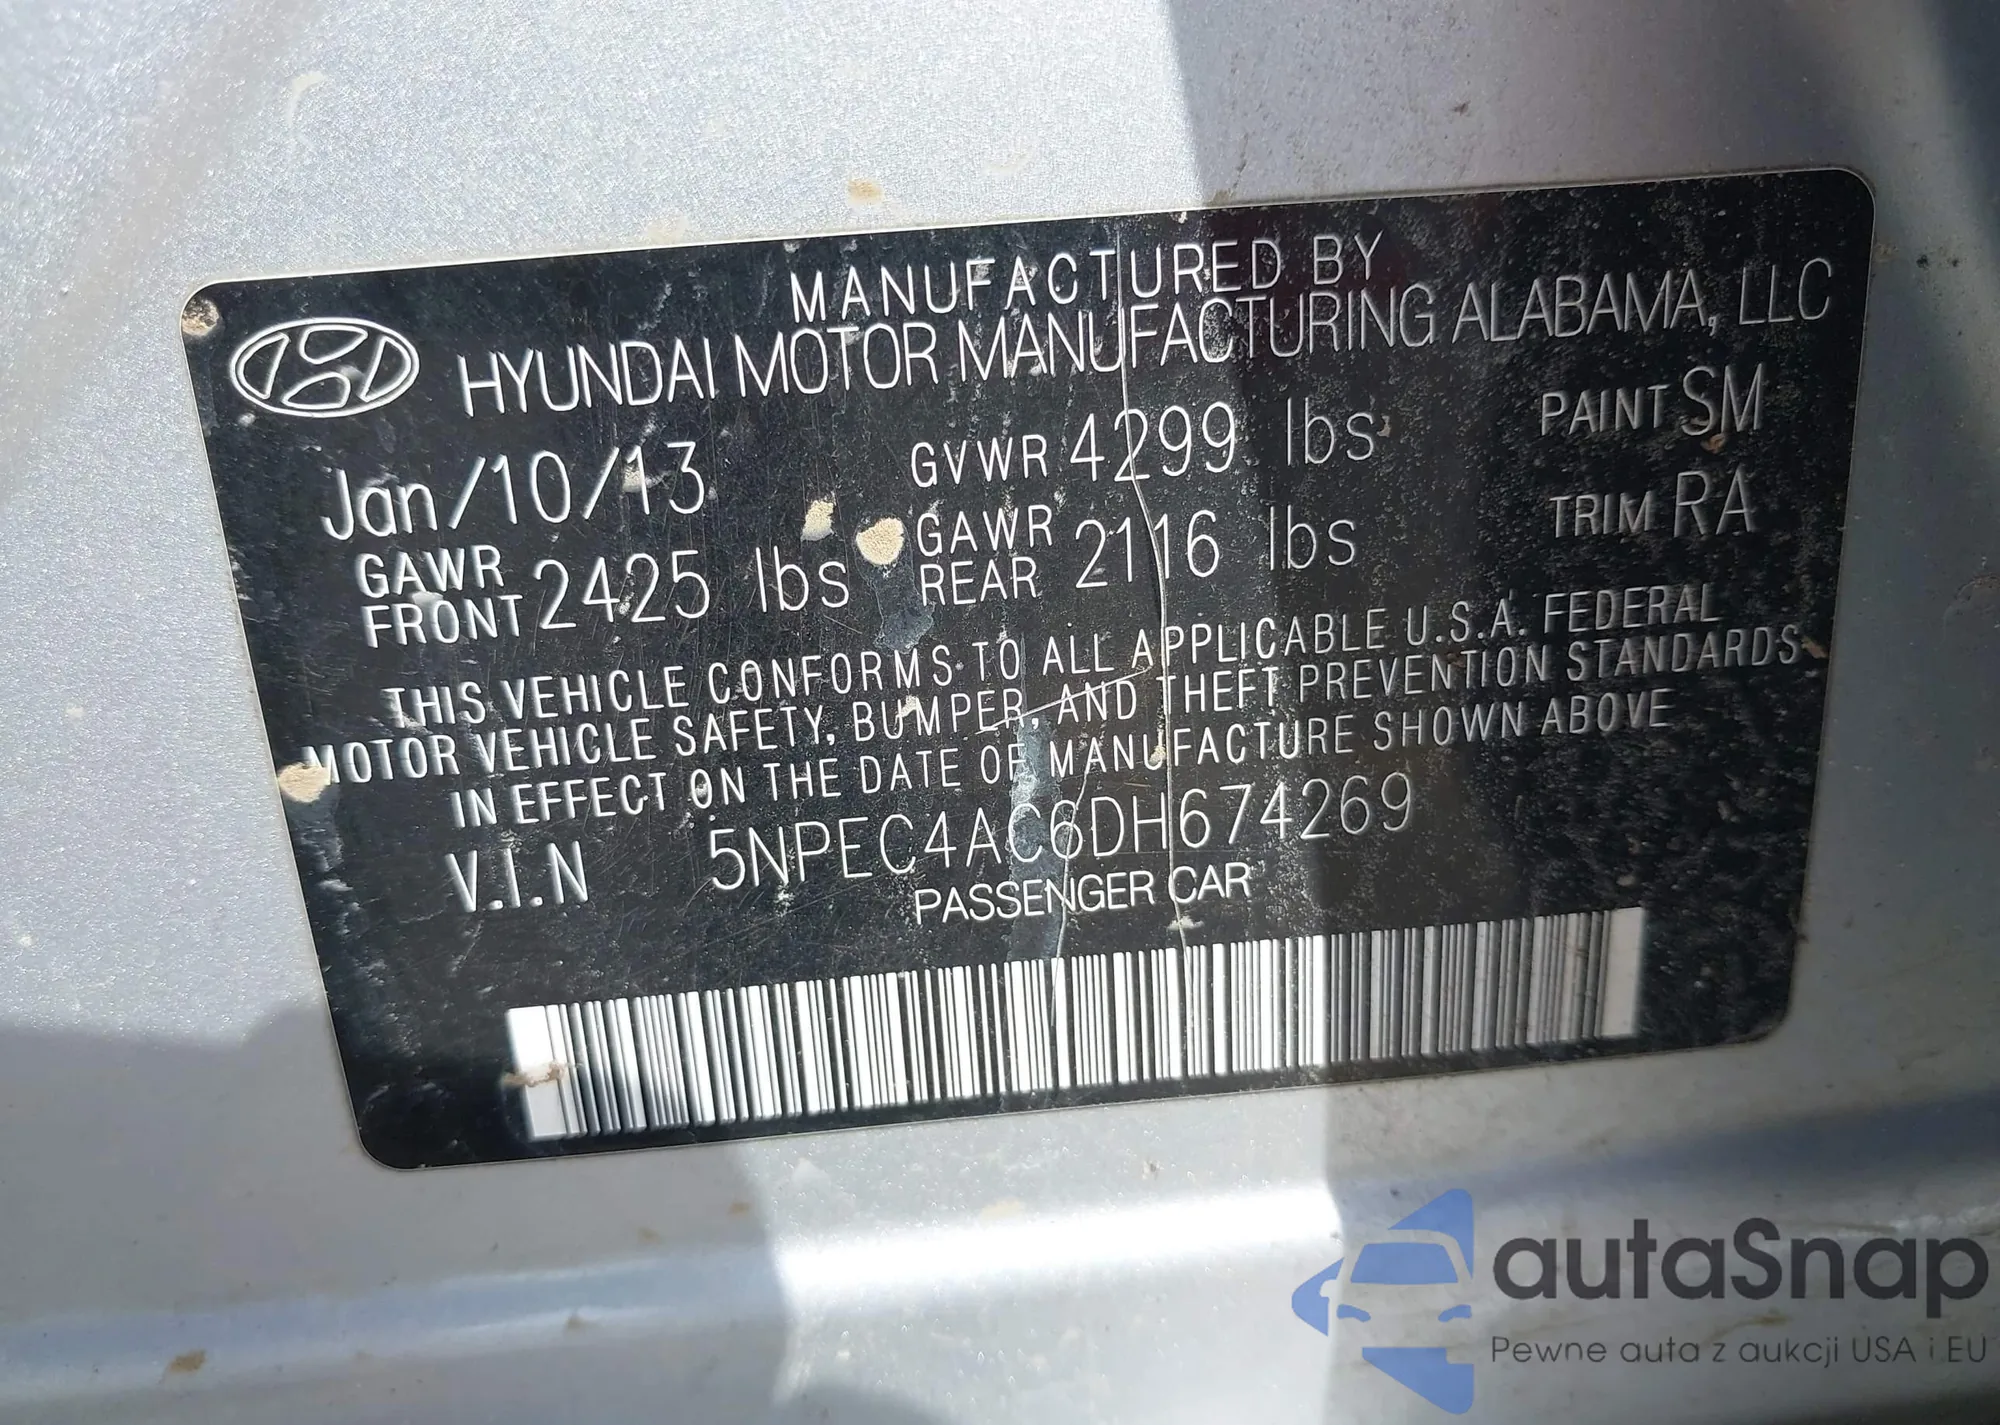 MANUFACTURED BY
HYUNDAI MOTOR MANUFACTURING ALABAMA, LLC
Jan/10/13 GVWR 4299 lbs PAINT SM
GAWR FRONT 2425 lbs GAWR REAR 2116 lbs TRIM RA
THIS VEHICLE CONFORMS TO ALL APPLICABLE U.S.A. FEDERAL
MOTOR VEHICLE SAFETY, BUMPER, AND THEFT PREVENTION STANDARDS
IN EFFECT ON THE DATE OF MANUFACTURE SHOWN ABOVE
V.I.N 5NPEC4AC6DH674269
PASSENGER CAR
autaSnap
Pewne auta z aukcji USA i EU